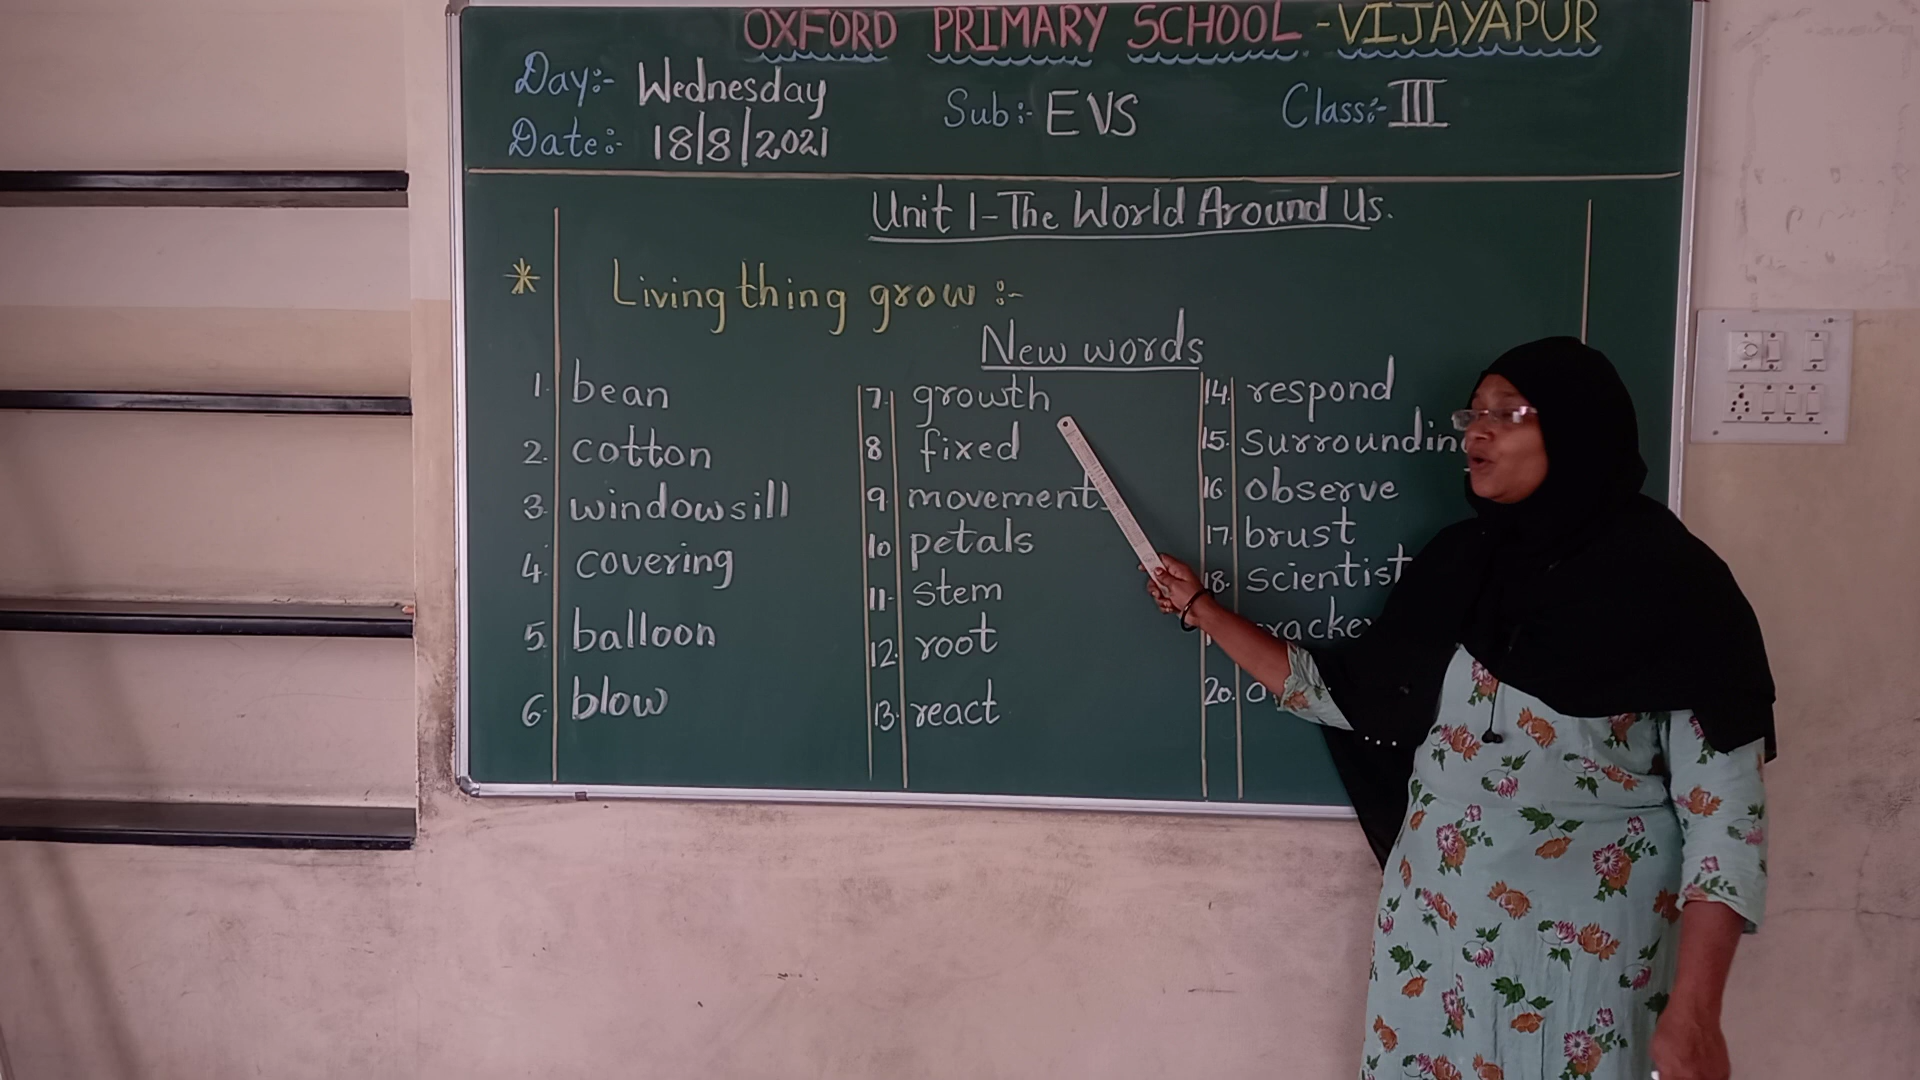 OXFORD PRIMARY SCHOOL - VIJAYAPUR
Day:- Wednesday
Date:- 18/8/2021
Sub:- EVS
Class:- III
Unit 1 - The World Around Us.
* Living thing grow :-
New words
1. bean
2. cotton
3. windowsill
4. covering
5. balloon
6. blow
7. growth
8 fixed
9. movements
10 petals
11. stem
12. root
13. react
14. respond
15. surrounding
16. observe
17. brust
18. scientist
20.